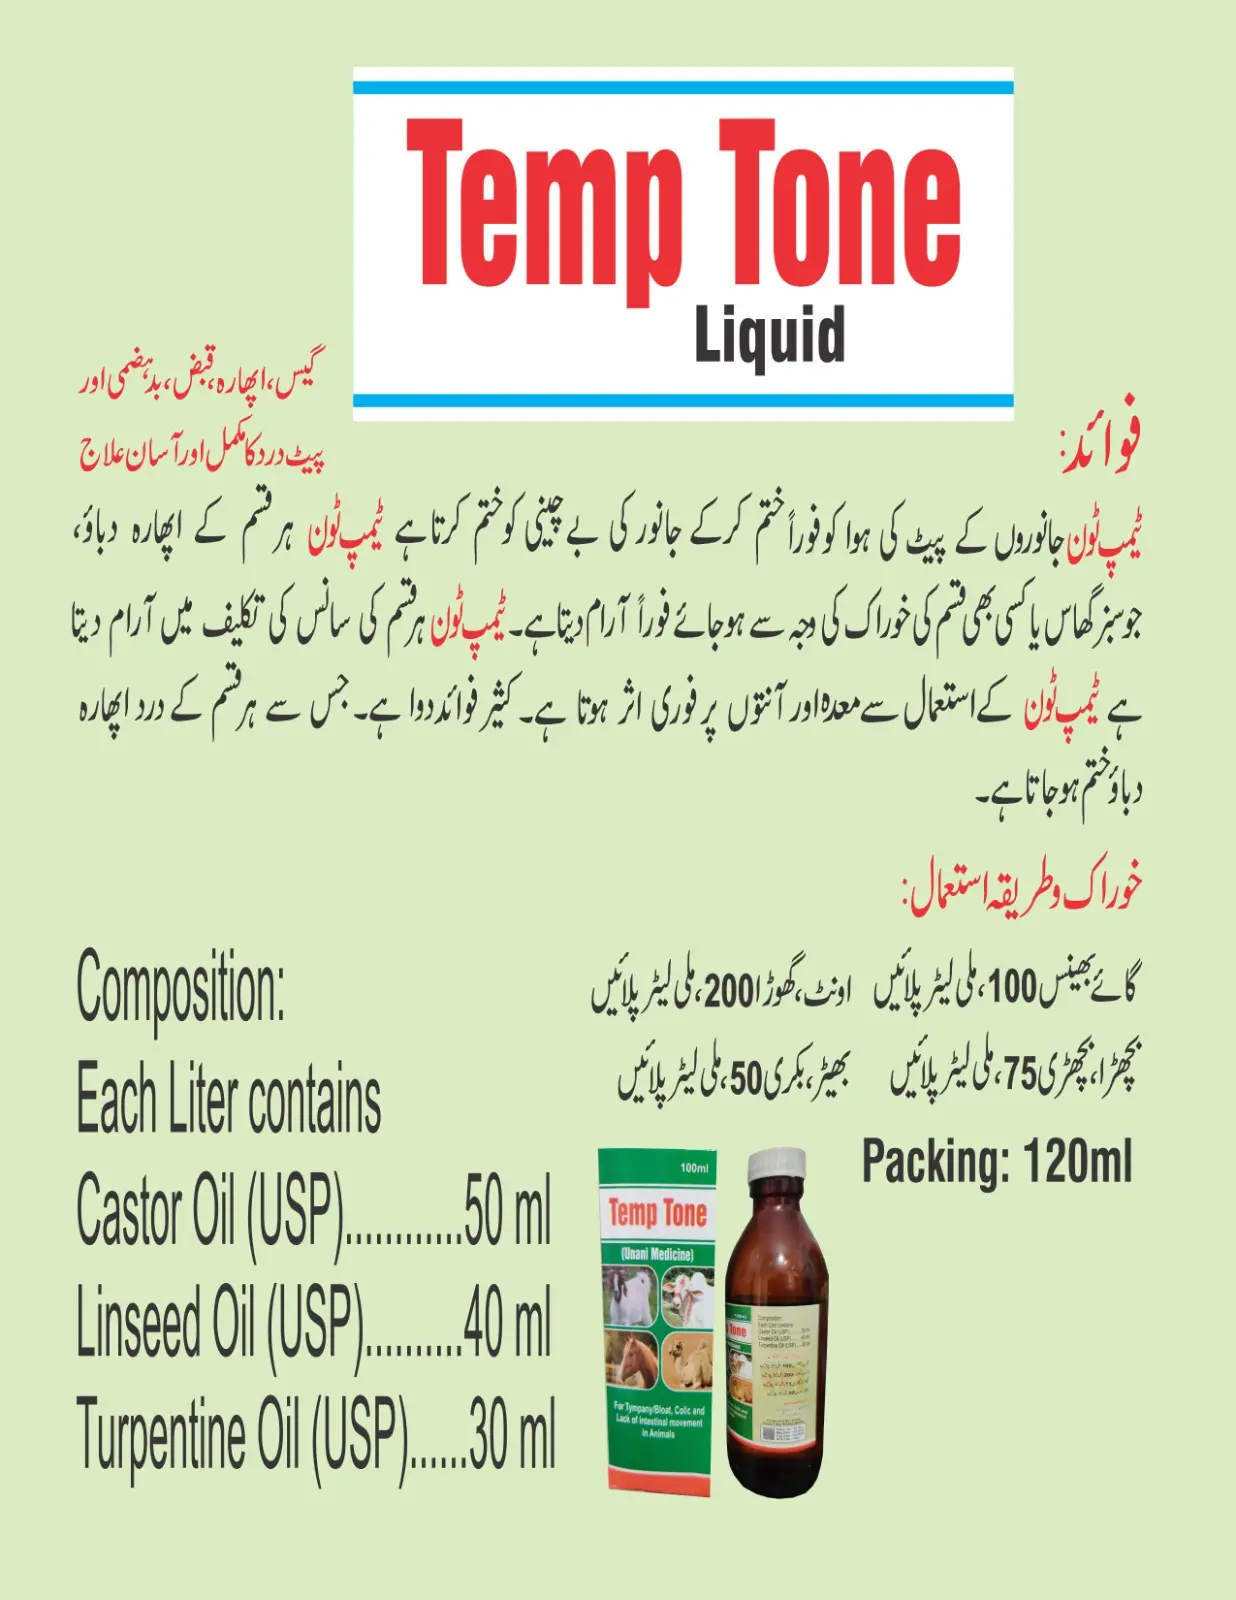 Temp Tone
Liquid
گیس، اپھارہ، قبض، بدہضمی اور
پیٹ درد کا مکمل اور آسان علاج
فوائد:
ٹیمپ ٹون جانوروں کے پیٹ کی ہوا کو فوراً ختم کرکے جانور کی بے چینی کو ختم کرتا ہے ٹیمپ ٹون ہر قسم کے اپھارہ دباؤ،
جو سبز گھاس یا کسی بھی قسم کی خوراک کی وجہ سے ہو جائے فوراً آرام دیتا ہے۔ ٹیمپ ٹون ہر قسم کی سانس کی تکلیف میں آرام دیتا
ہے ٹیمپ ٹون کے استعمال سے معدہ اور آنتوں پر فوری اثر ہوتا ہے۔ کثیر فوائد دوا ہے۔ جس سے ہر قسم کے درد اپھارہ
دباؤ ختم ہو جاتا ہے۔
خوراک و طریقہ استعمال:
گائے بھینس 100، ملی لیٹر پلائیں اونٹ، گھوڑا 200، ملی لیٹر پلائیں
بچھڑا، بچھڑی 75، ملی لیٹر پلائیں بھیڑ، بکری 50، ملی لیٹر پلائیں
Packing: 120ml
Composition:
Each Liter contains
Castor Oil (USP)............50 ml
Linseed Oil (USP)..........40 ml
Turpentine Oil (USP)......30 ml
100ml
Temp Tone
(Unani Medicine)
For Tympany/Bloat, Colic and
Lack of Intestinal movement
in Animals
Tone
Composition:
Each Liter contains